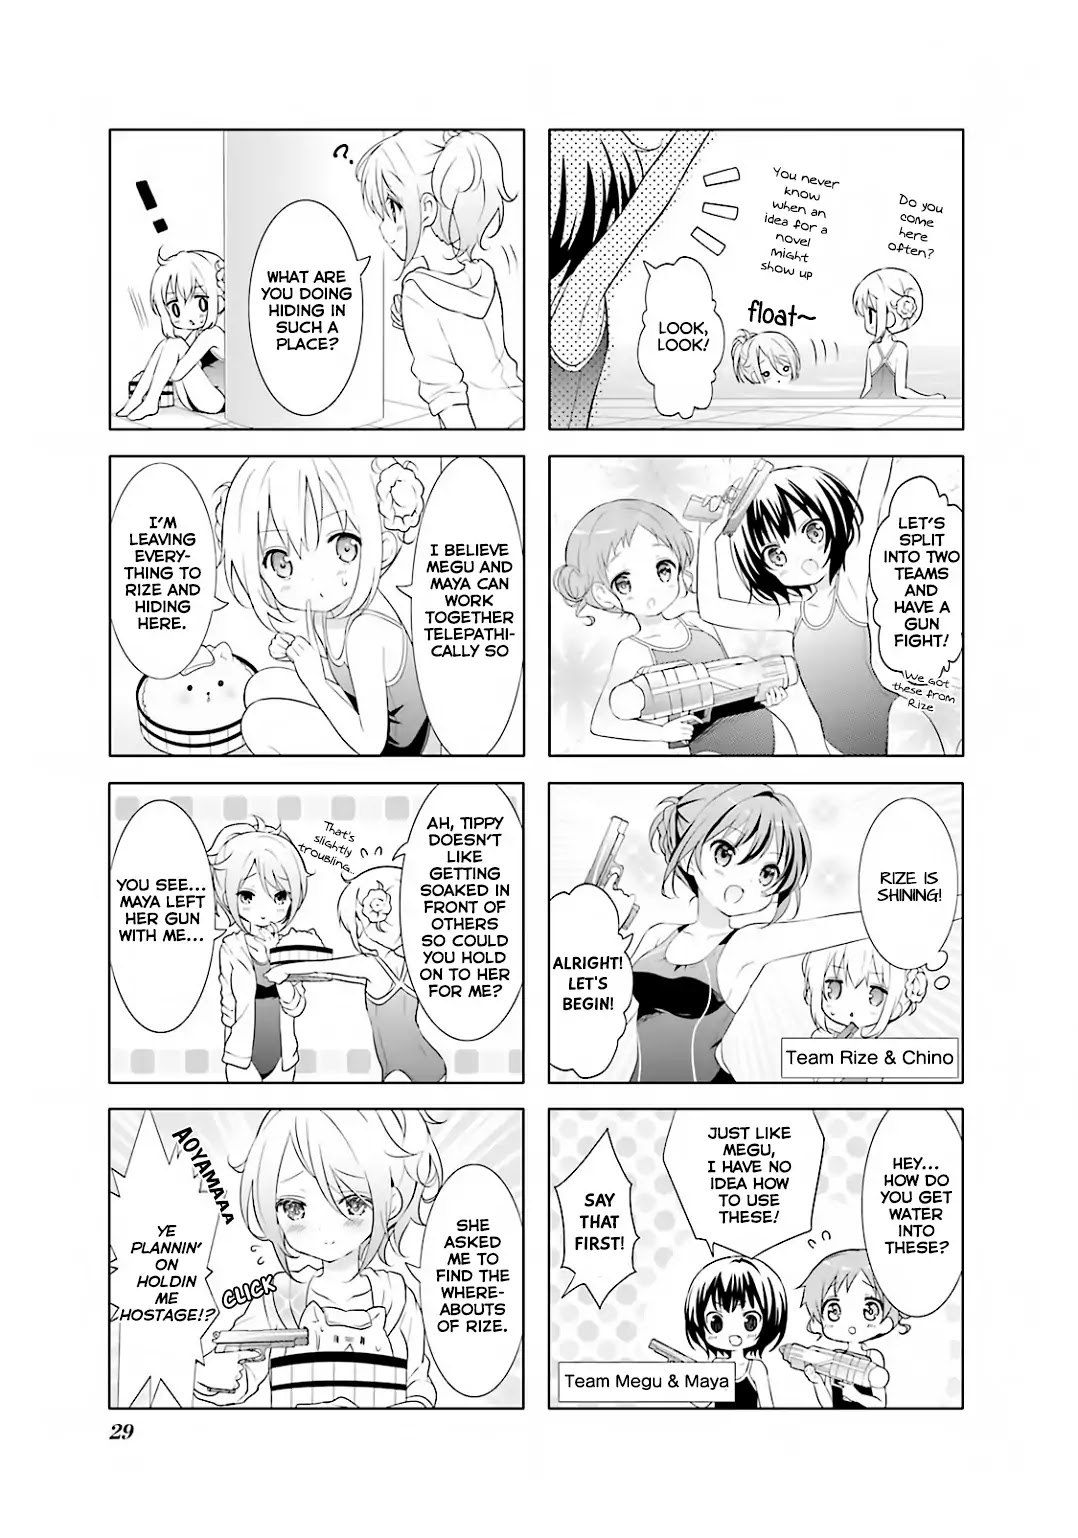 Do you
come
here
often?
You never
know
when an
idea for a
novel
might
show up
float~
LOOK,
LOOK!
LET'S
SPLIT
INTO TWO
TEAMS
AND
HAVE A
GUN
FIGHT!
We got
these from
Rize
RIZE IS
SHINING!
ALRIGHT!
LET'S
BEGIN!
Team Rize & Chino
HEY...
HOW DO
YOU GET
WATER
INTO
THESE?
JUST LIKE
MEGU,
I HAVE NO
IDEA HOW
TO USE
THESE!
SAY
THAT
FIRST!
Team Megu & Maya
?
WHAT ARE
YOU DOING
HIDING IN
SUCH A
PLACE?
!
I BELIEVE
MEGU AND
MAYA CAN
WORK
TOGETHER
TELEPATHI-
CALLY SO
I'M
LEAVING
EVERY-
THING TO
RIZE AND
HIDING
HERE.
AH, TIPPY
DOESN'T
LIKE
GETTING
SOAKED IN
FRONT OF
OTHERS
SO COULD
YOU HOLD
ON TO HER
FOR ME?
That's
slightly
troubling...
YOU SEE...
MAYA LEFT
HER GUN
WITH ME...
SHE
ASKED
ME TO
FIND THE
WHERE-
ABOUTS
OF RIZE.
CLICK
AOYAMAAA
YE
PLANNIN'
ON
HOLDIN
ME
HOSTAGE!?
29